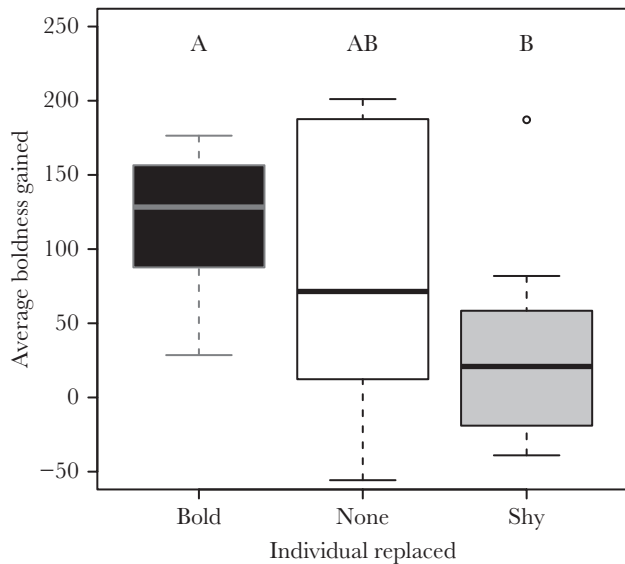 250
A
AB
B
200
150
100
50
0
−50
Average boldness gained
Bold
None
Shy
Individual replaced